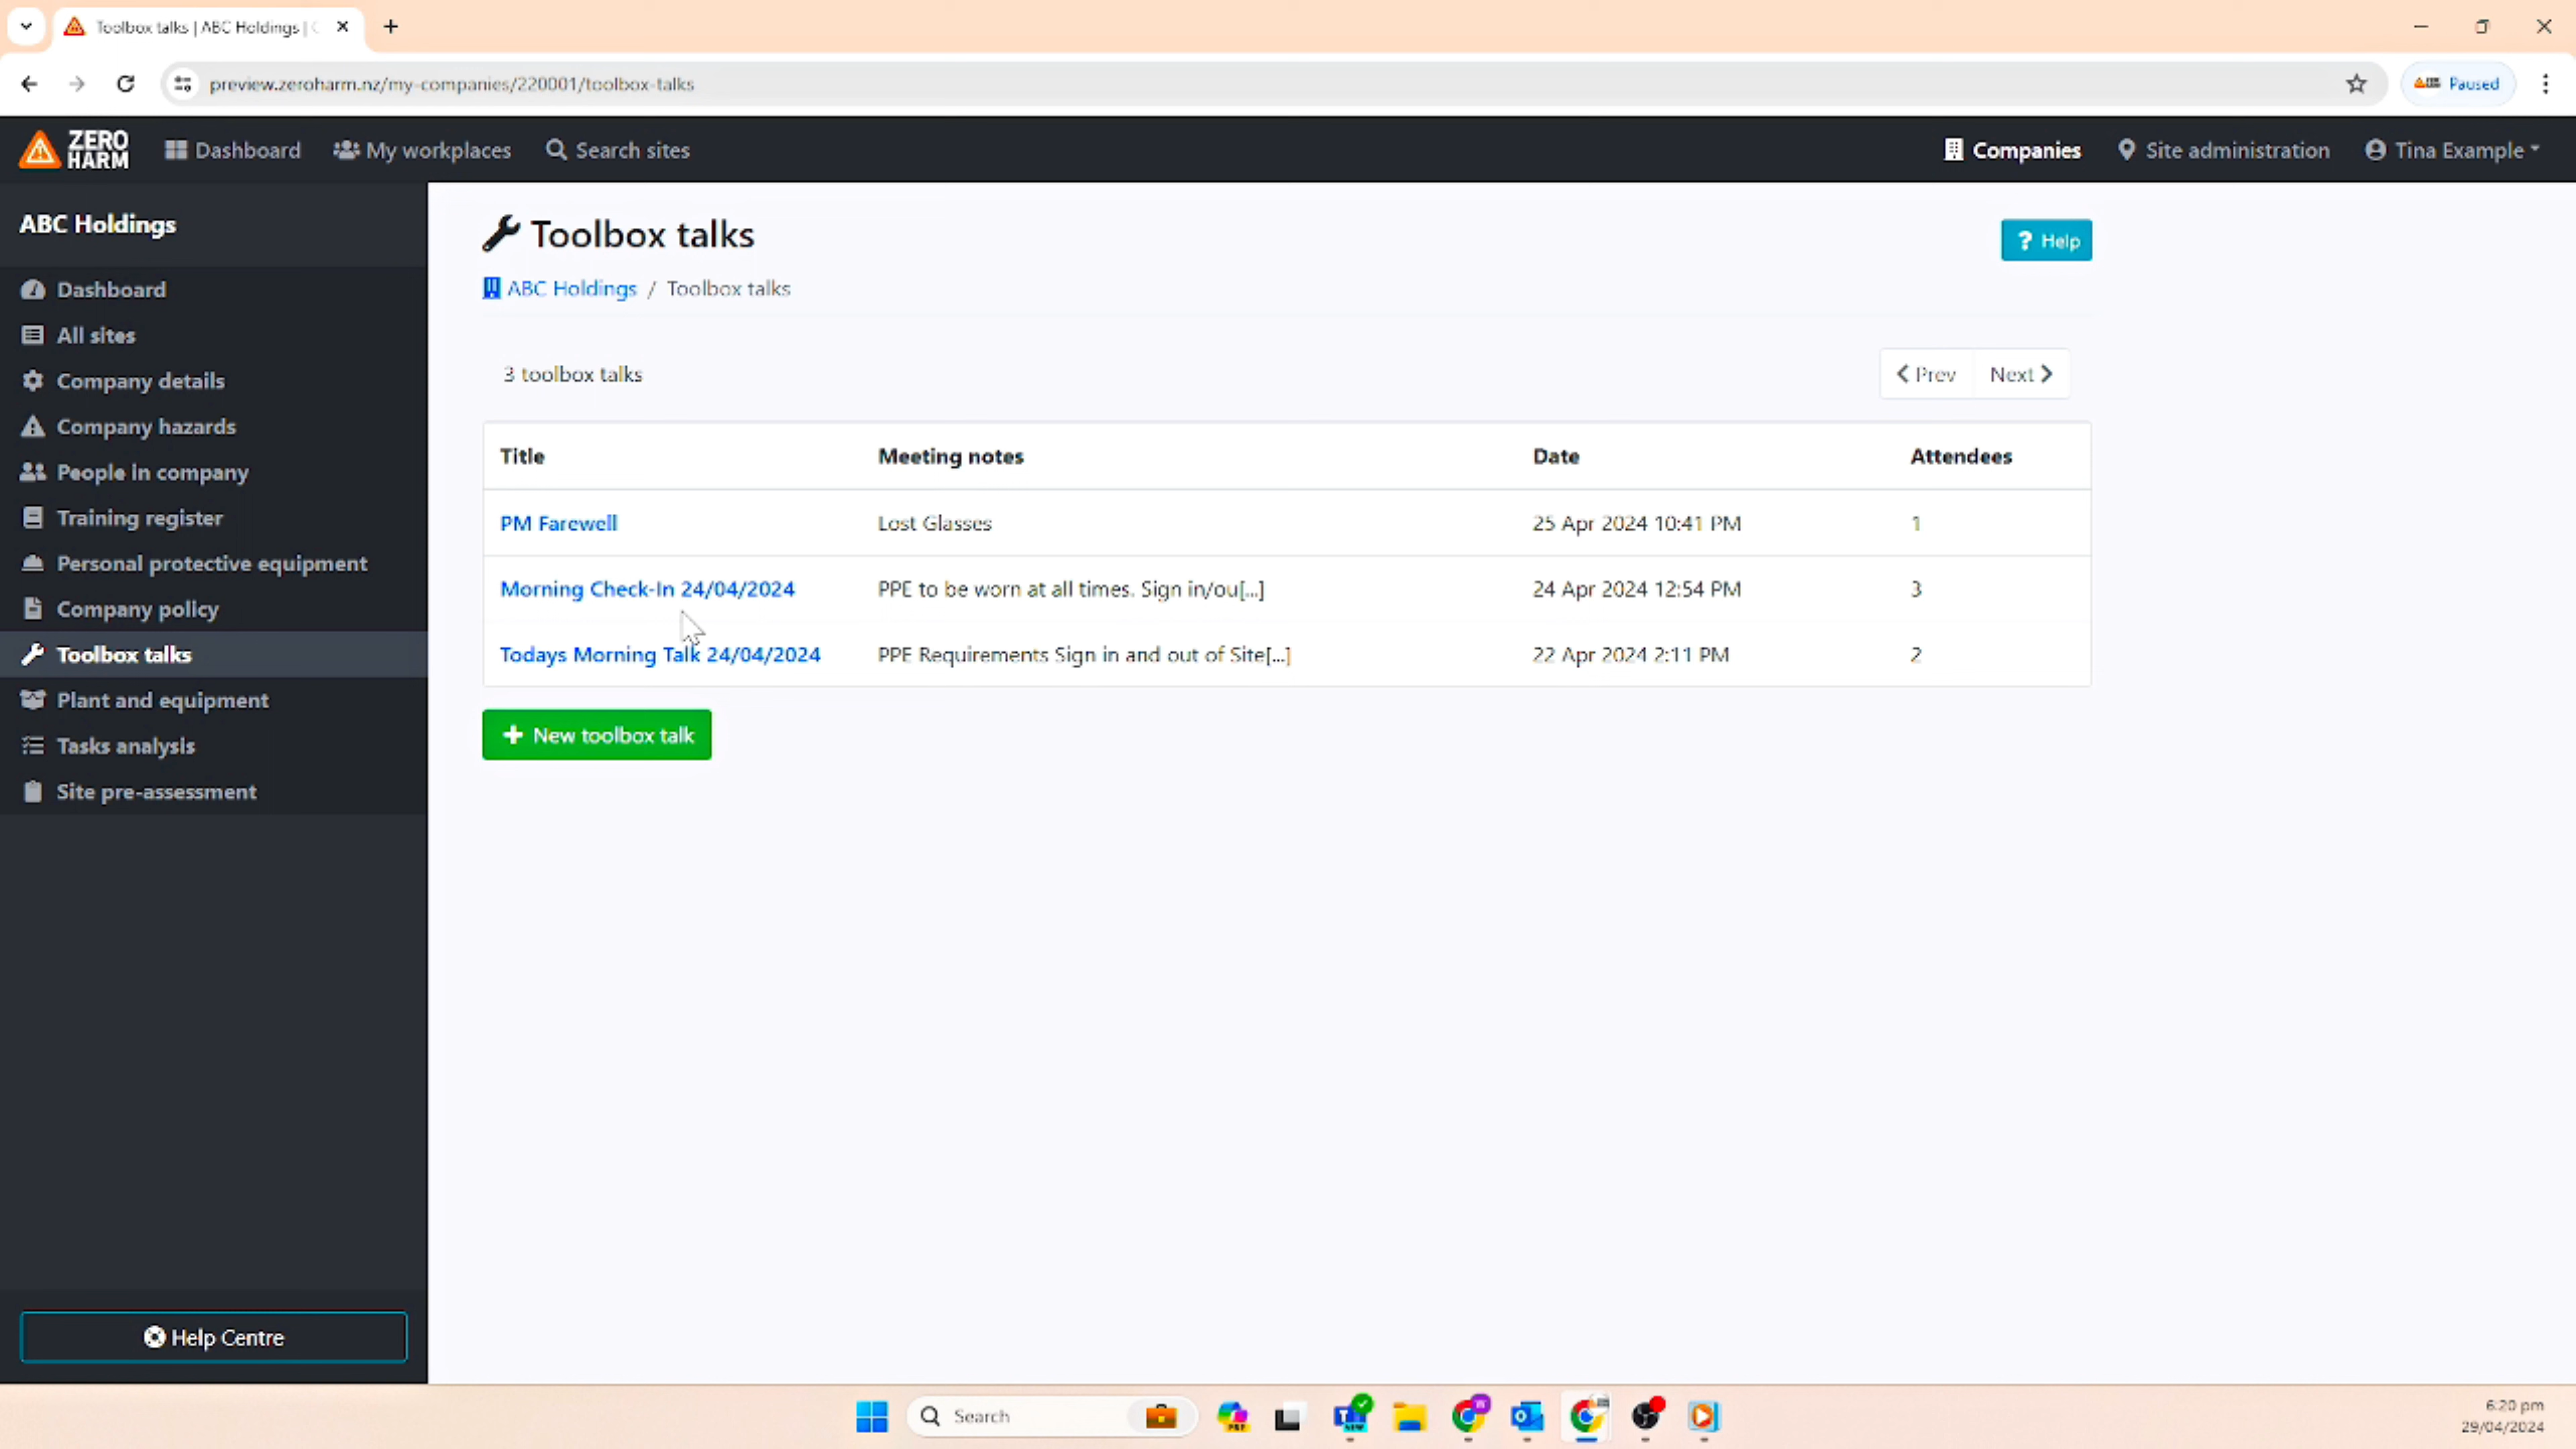 Toolbox talks | ABC Holdings |
preview.zeroharm.nz/my-companies/220001/toolbox-talks
Paused
ZERO HARM
Dashboard
My workplaces
Search sites
Companies
Site administration
Tina Example
ABC Holdings
Dashboard
All sites
Company details
Company hazards
People in company
Training register
Personal protective equipment
Company policy
Toolbox talks
Plant and equipment
Tasks analysis
Site pre-assessment
Help Centre
Toolbox talks
? Help
ABC Holdings / Toolbox talks
3 toolbox talks
Prev
Next
Title Meeting notes Date Attendees
PM Farewell Lost Glasses 25 Apr 2024 10:41 PM 1
Morning Check-In 24/04/2024 PPE to be worn at all times. Sign in/ou[...] 24 Apr 2024 12:54 PM 3
Todays Morning Talk 24/04/2024 PPE Requirements Sign in and out of Site[...] 22 Apr 2024 2:11 PM 2
+ New toolbox talk
Search
6:20 pm
29/04/2024